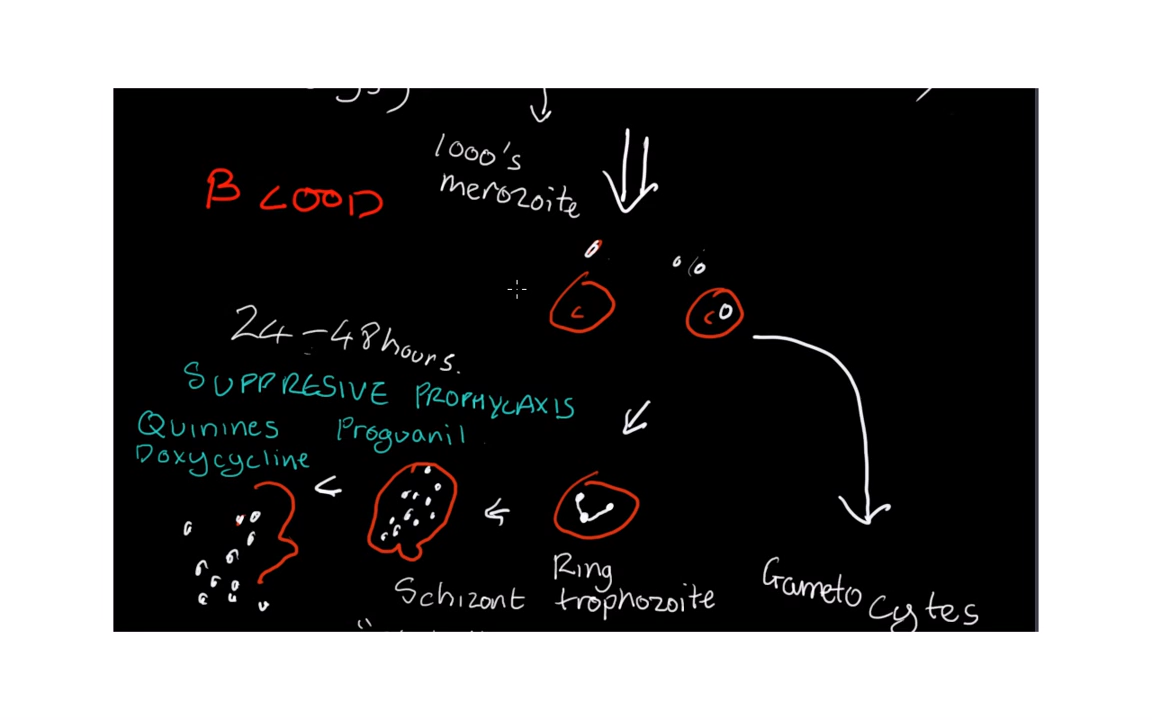 1000's
merozoite
BLOOD
24-48hours.
SUPPRESIVE PROPHYLAXIS
Quinines Proguanil
Doxycycline
Ring
trophozoite
Schizont
Gameto cytes